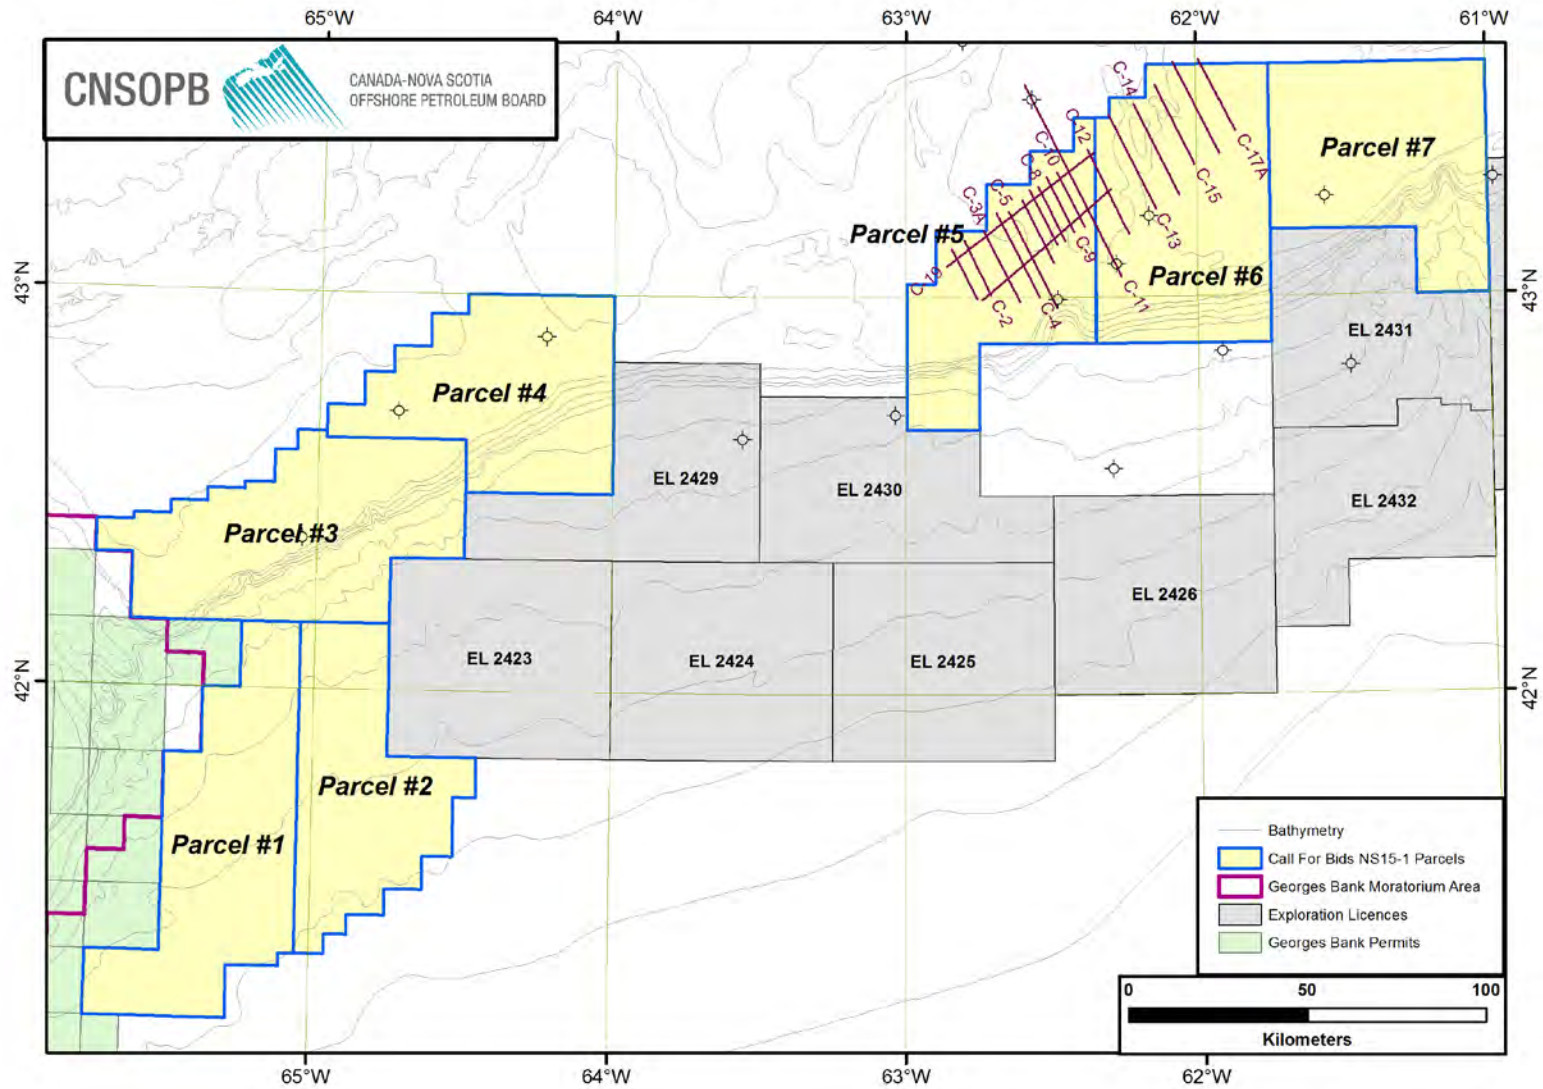 65°W
64°W
63°W
62°W
61°W
CNSOPB
CANADA-NOVA SCOTIA
OFFSHORE PETROLEUM BOARD
C-14
C-12
C-10
C-8
C-5
C-3A
C-17A
C-15
C-13
C-9
C-11
C-4
C-2
C-19
Parcel #7
Parcel #5
Parcel #6
43°N
43°N
EL 2431
Parcel #4
EL 2429
EL 2430
EL 2432
Parcel #3
EL 2426
EL 2423
EL 2424
EL 2425
42°N
42°N
Parcel #2
Parcel #1
Bathymetry
Call For Bids NS15-1 Parcels
Georges Bank Moratorium Area
Exploration Licences
Georges Bank Permits
0
50
100
Kilometers
65°W
64°W
63°W
62°W